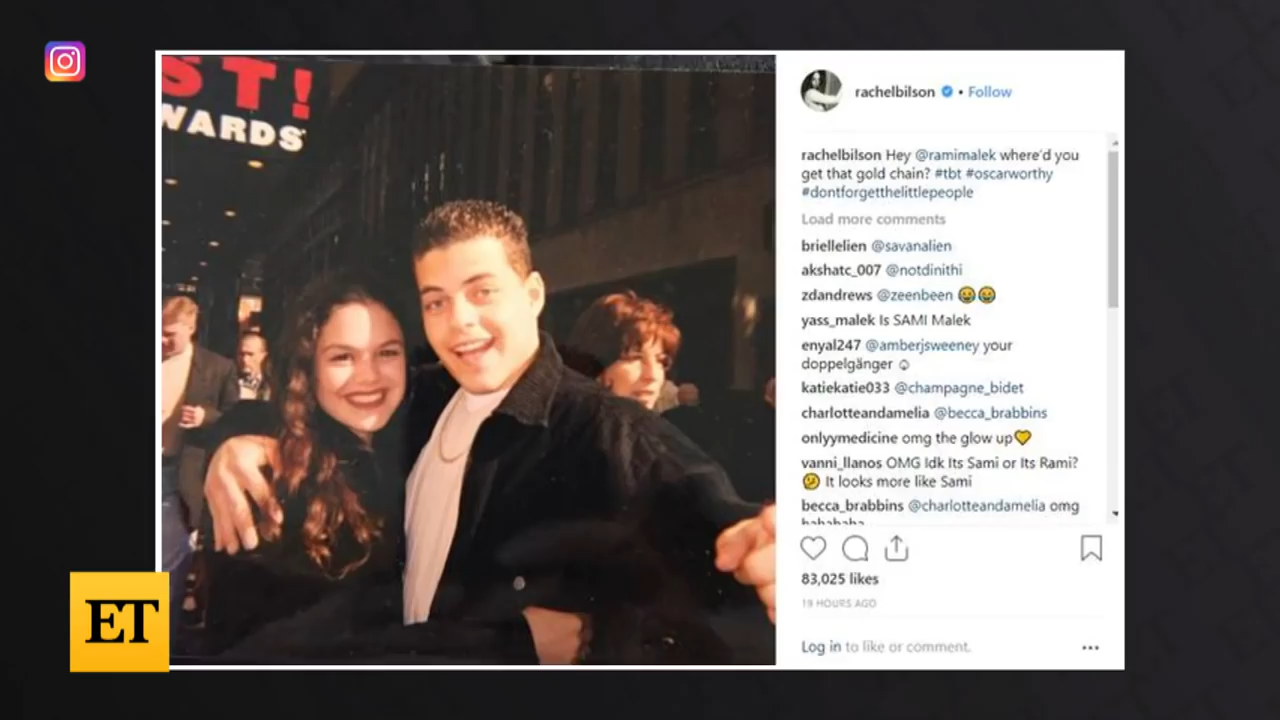 ST!
WARDS
rachelbilson • Follow
rachelbilson Hey @ramimalek where'd you
get that gold chain? #tbt #oscarworthy
#dontforgetthelittlepeople
Load more comments
briellelien @savanalien
akshatc_007 @notdinithi
zdandrews @zeenbeen 😂😂
yass_malek Is SAMI Malek
enyal247 @amberjsweeney your
doppelgänger
katiekatie033 @champagne_bidet
charlotteandamelia @becca_brabbins
onlyymedicine omg the glow up💛
vanni_llanos OMG Idk Its Sami or Its Rami?
🤔 It looks more like Sami
becca_brabbins @charlotteandamelia omg
hahahaha
83,025 likes
19 HOURS AGO
Log in to like or comment.
ET